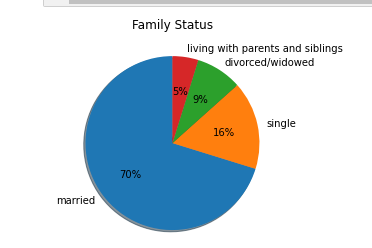 Family Status
living with parents and siblings
divorced/widowed
5%
9%
single
16%
70%
married